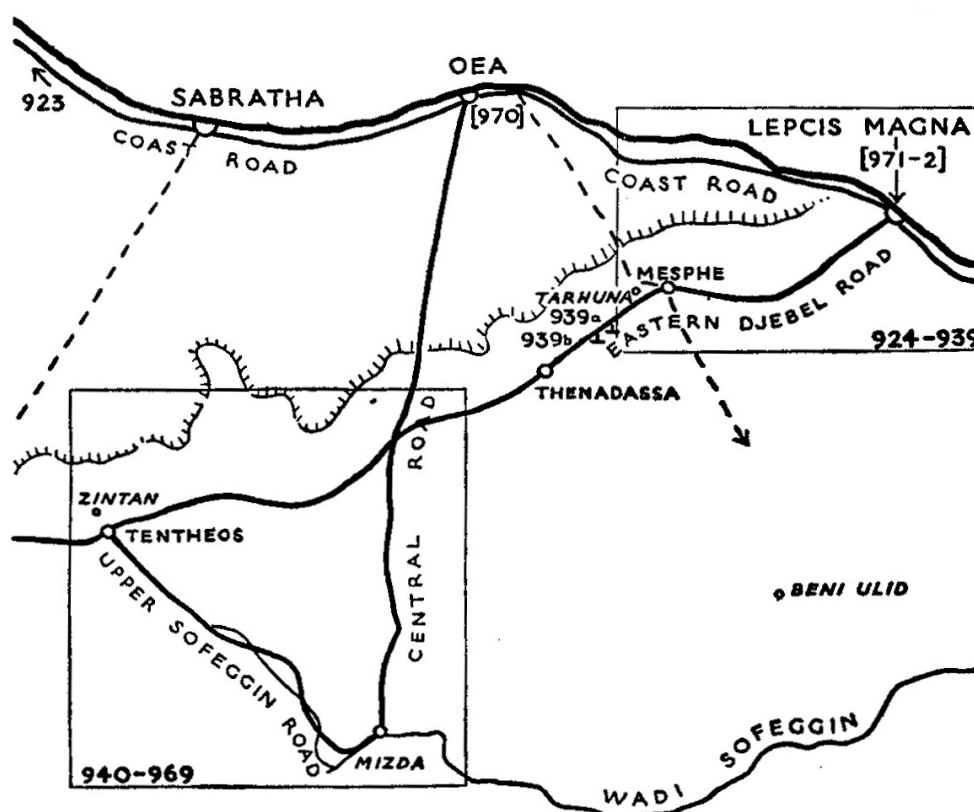 OEA
923
SABRATHA
[970]
COAST ROAD
LEPCIS MAGNA
[971-2]
COAST ROAD
MESPHE
TARHUNA
939a
939b
EASTERN DJEBEL ROAD
924-939
THENADASSA
ZINTAN
TENTHEOS
CENTRAL ROAD
UPPER SOFEGGIN ROAD
BENI ULID
MIZDA
940-969
WADI SOFEGGIN